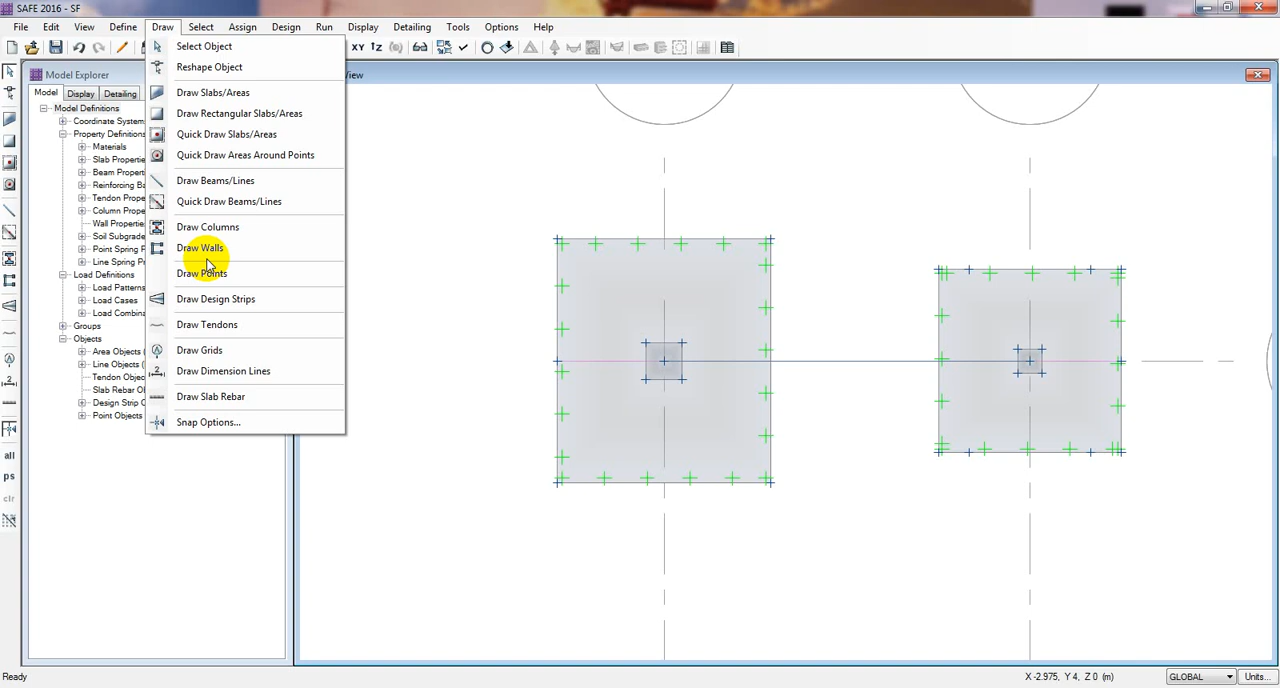 SAFE 2016 - SF
File Edit View Define Draw Select Assign Design Run Display Detailing Tools Options Help
Model Explorer
View
Model Display Detailing
Model Definitions
Coordinate System
Property Definitions
Materials
Slab Propertie
Beam Propertie
Reinforcing Ba
Tendon Proper
Column Prope
Wall Propertie
Soil Subgrade
Point Spring P
Line Spring P
Load Definitions
Load Patterns
Load Cases
Load Combina
Groups
Objects
Area Objects (
Line Objects (
Tendon Objec
Slab Rebar Ol
Design Strip O
Point Objects
Select Object
Reshape Object
Draw Slabs/Areas
Draw Rectangular Slabs/Areas
Quick Draw Slabs/Areas
Quick Draw Areas Around Points
Draw Beams/Lines
Quick Draw Beams/Lines
Draw Columns
Draw Walls
Draw Points
Draw Design Strips
Draw Tendons
Draw Grids
Draw Dimension Lines
Draw Slab Rebar
Snap Options...
all
ps
clr
Ready
X -2.975, Y 4, Z 0 (m)
GLOBAL
Units...